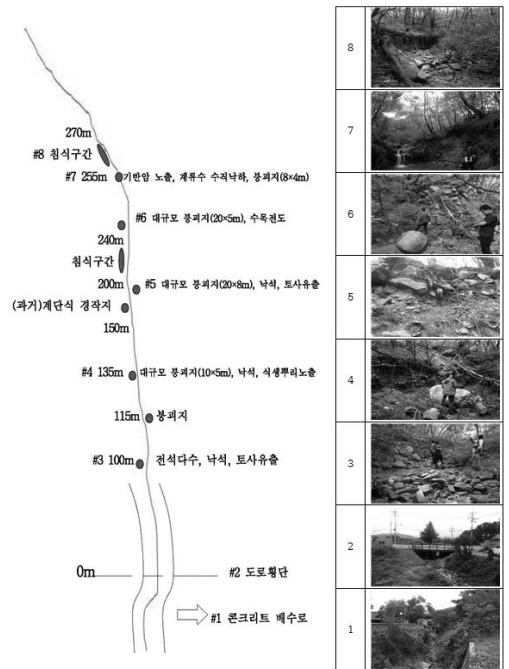 270m
#8 침식구간
#7 255m 기반암 노출, 계류수 수직낙하, 붕괴지(8×4m)
#6 대규모 붕괴지(20×5m), 수목전도
240m
침식구간
200m
#5 대규모 붕괴지(20×8m), 낙석, 토사유출
(과거)계단식 경작지
150m
#4 135m 대규모 붕괴지(10×5m), 낙석, 식생뿌리노출
115m 붕괴지
#3 100m 전석다수, 낙석, 토사유출
0m #2 도로횡단
#1 콘크리트 배수로
8
7
6
5
4
3
2
1